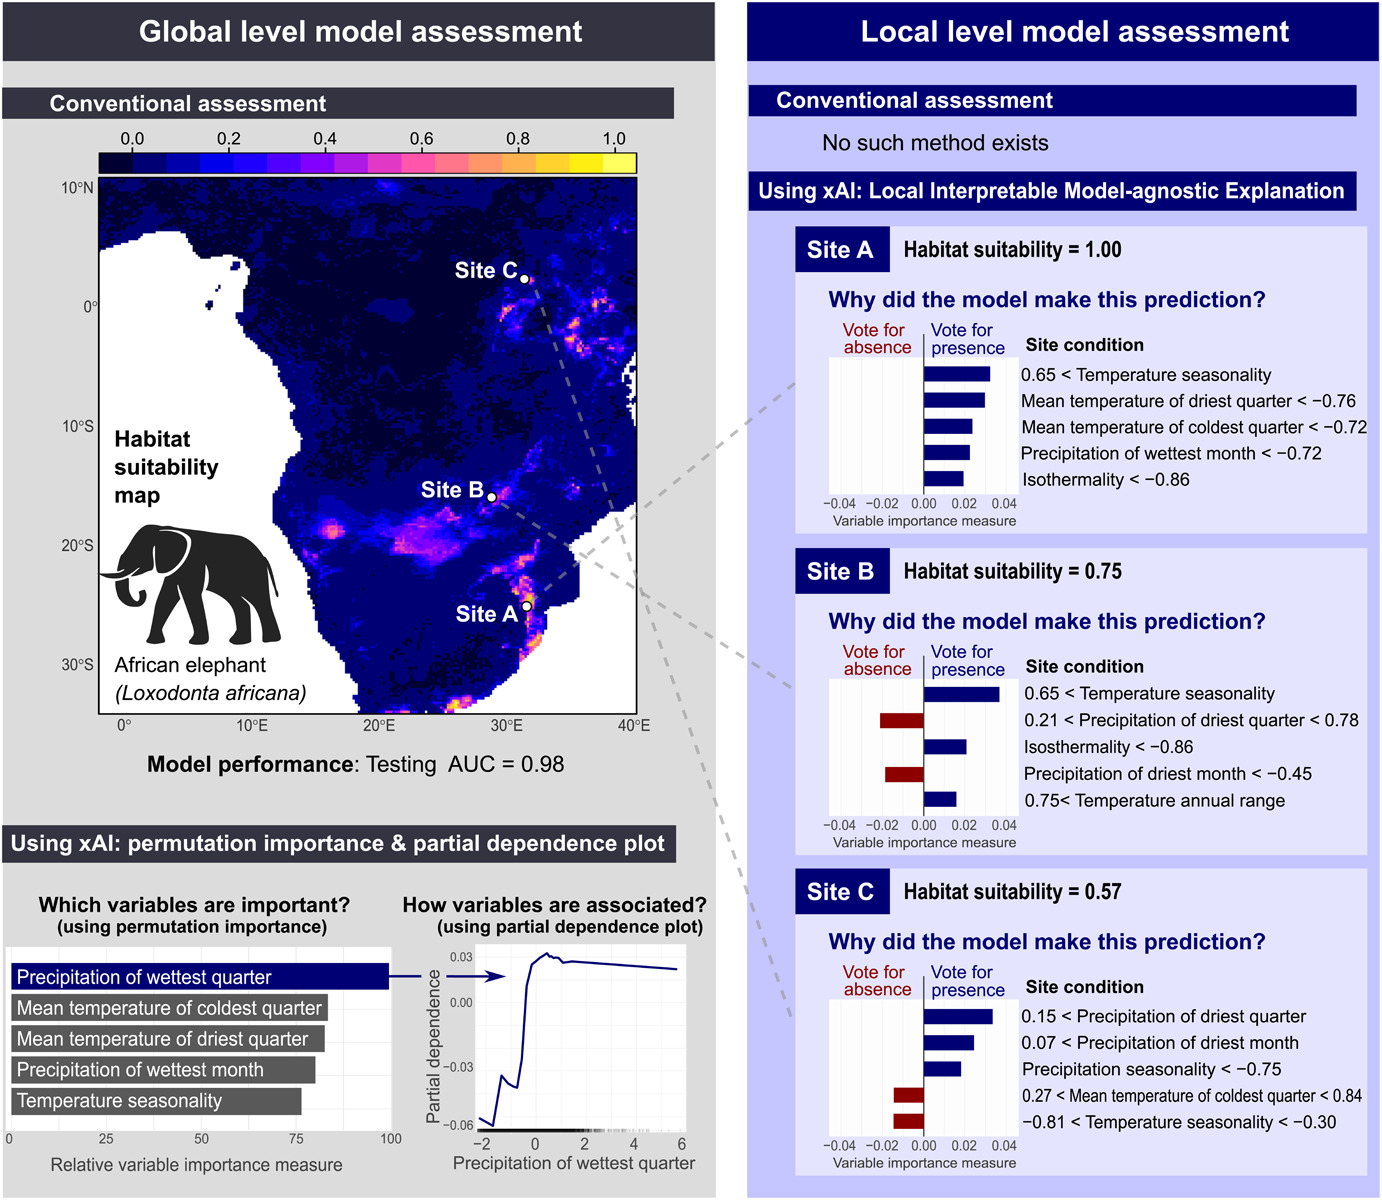 Global level model assessment
Conventional assessment
0.0 0.2 0.4 0.6 0.8 1.0
10°N
0°
10°S
20°S
30°S
Site C
Site B
Site A
Habitat
suitability
map
African elephant
(Loxodonta africana)
0° 10°E 20°E 30°E 40°E
Model performance: Testing AUC = 0.98
Using xAI: permutation importance & partial dependence plot
Which variables are important?
(using permutation importance)
Precipitation of wettest quarter
Mean temperature of coldest quarter
Mean temperature of driest quarter
Precipitation of wettest month
Temperature seasonality
0 25 50 75 100
Relative variable importance measure
How variables are associated?
(using partial dependence plot)
Partial dependence
0.03
0.00
−0.03
−0.06
−2 0 2 4 6
Precipitation of wettest quarter
Local level model assessment
Conventional assessment
No such method exists
Using xAI: Local Interpretable Model-agnostic Explanation
Site A Habitat suitability = 1.00
Why did the model make this prediction?
Vote for absence
Vote for presence
Site condition
0.65 < Temperature seasonality
Mean temperature of driest quarter < −0.76
Mean temperature of coldest quarter < −0.72
Precipitation of wettest month < −0.72
Isothermality < −0.86
−0.04 −0.02 0.00 0.02 0.04
Variable importance measure
Site B Habitat suitability = 0.75
Why did the model make this prediction?
Vote for absence
Vote for presence
Site condition
0.65 < Temperature seasonality
0.21 < Precipitation of driest quarter < 0.78
Isosthermality < −0.86
Precipitation of driest month < −0.45
0.75< Temperature annual range
−0.04 −0.02 0.00 0.02 0.04
Variable importance measure
Site C Habitat suitability = 0.57
Why did the model make this prediction?
Vote for absence
Vote for presence
Site condition
0.15 < Precipitation of driest quarter
0.07 < Precipitation of driest month
Precipitation seasonality < −0.75
0.27 < Mean temperature of coldest quarter < 0.84
−0.81 < Temperature seasonality < −0.30
−0.04 −0.02 0.00 0.02 0.04
Variable importance measure